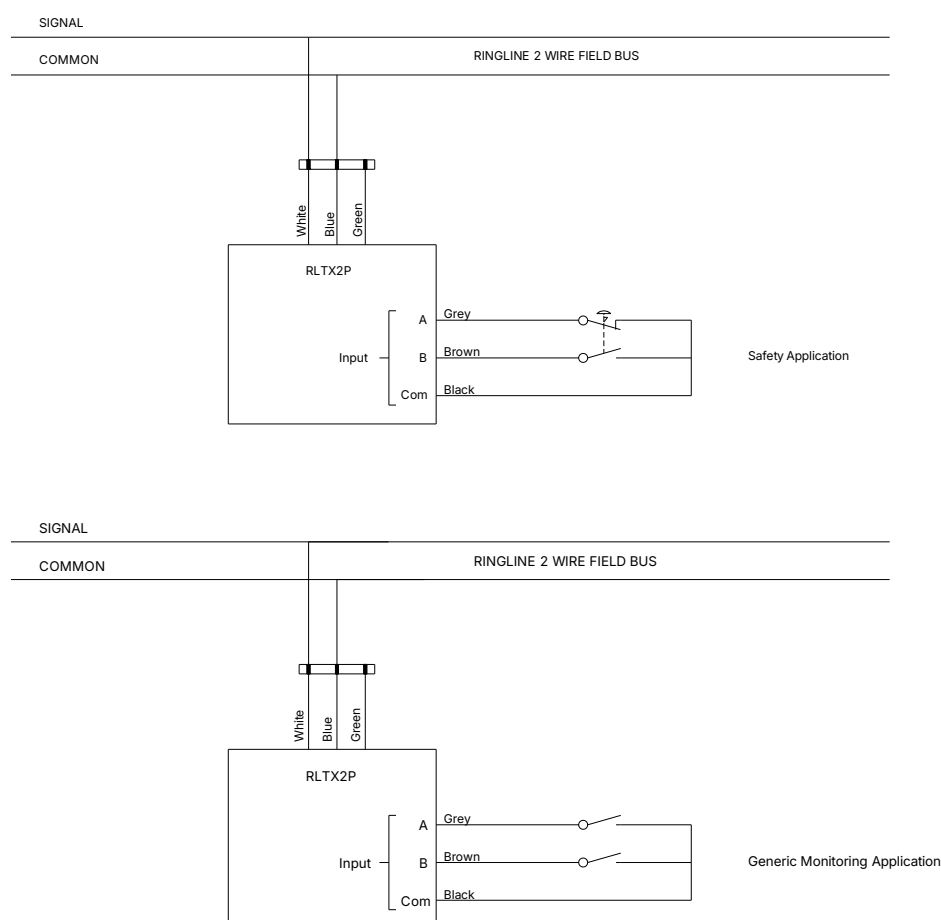 SIGNAL
COMMON
RINGLINE 2 WIRE FIELD BUS
White
Blue
Green
RLTX2P
A
Grey
Input
B
Brown
Safety Application
Com
Black
SIGNAL
COMMON
RINGLINE 2 WIRE FIELD BUS
White
Blue
Green
RLTX2P
A
Grey
Input
B
Brown
Generic Monitoring Application
Com
Black